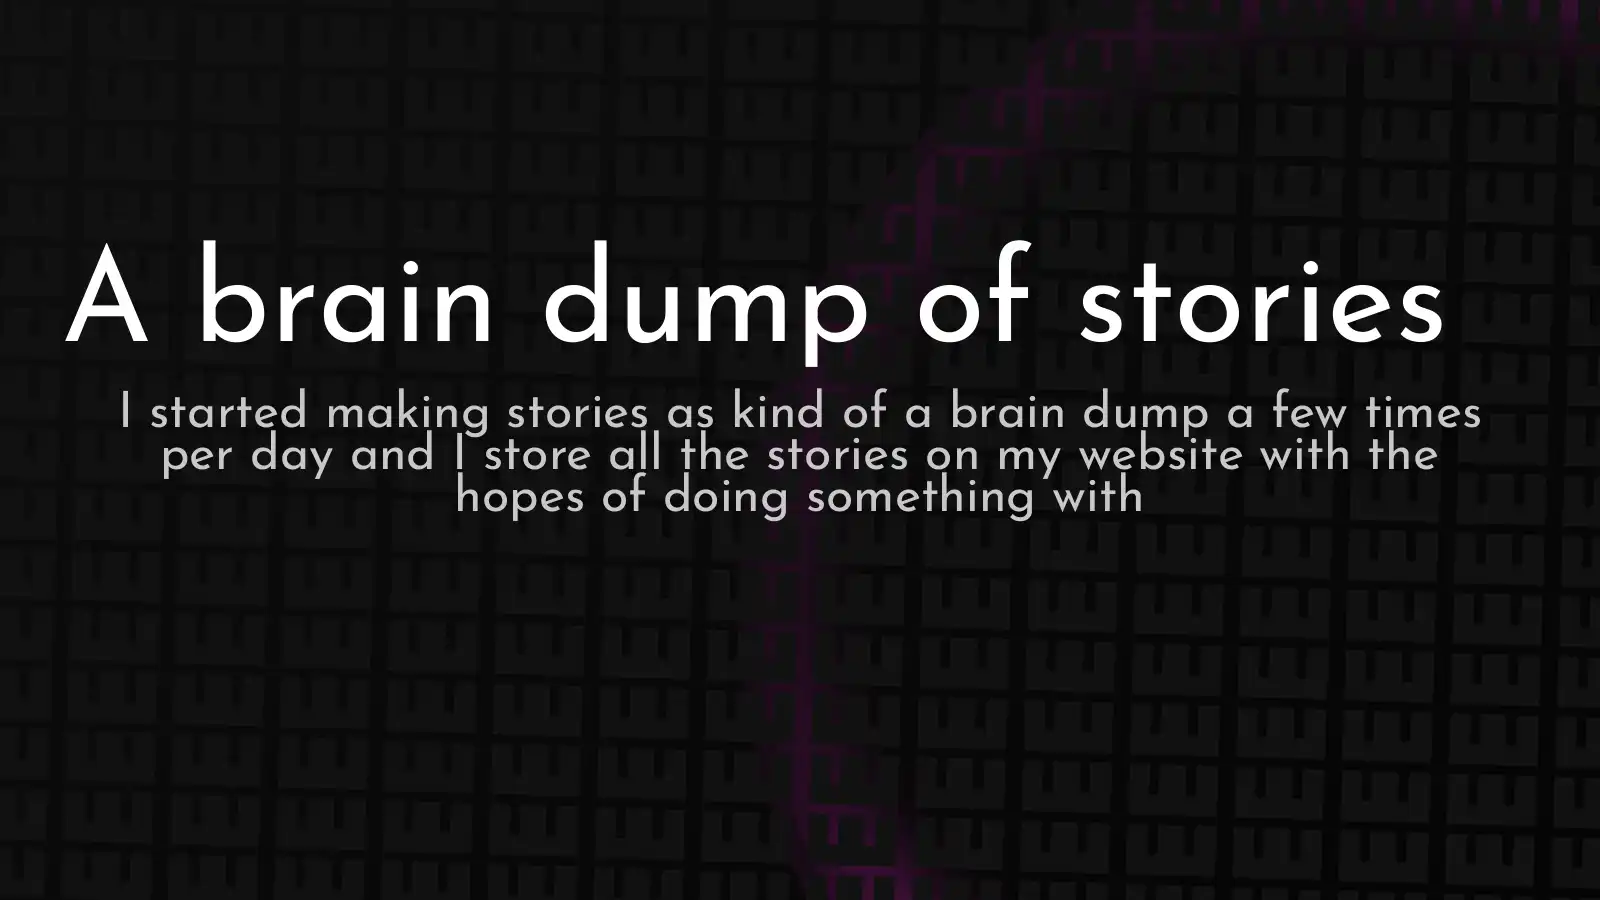 A brain dump of stories
I started making stories as kind of a brain dump a few times
per day and I store all the stories on my website with the
hopes of doing something with